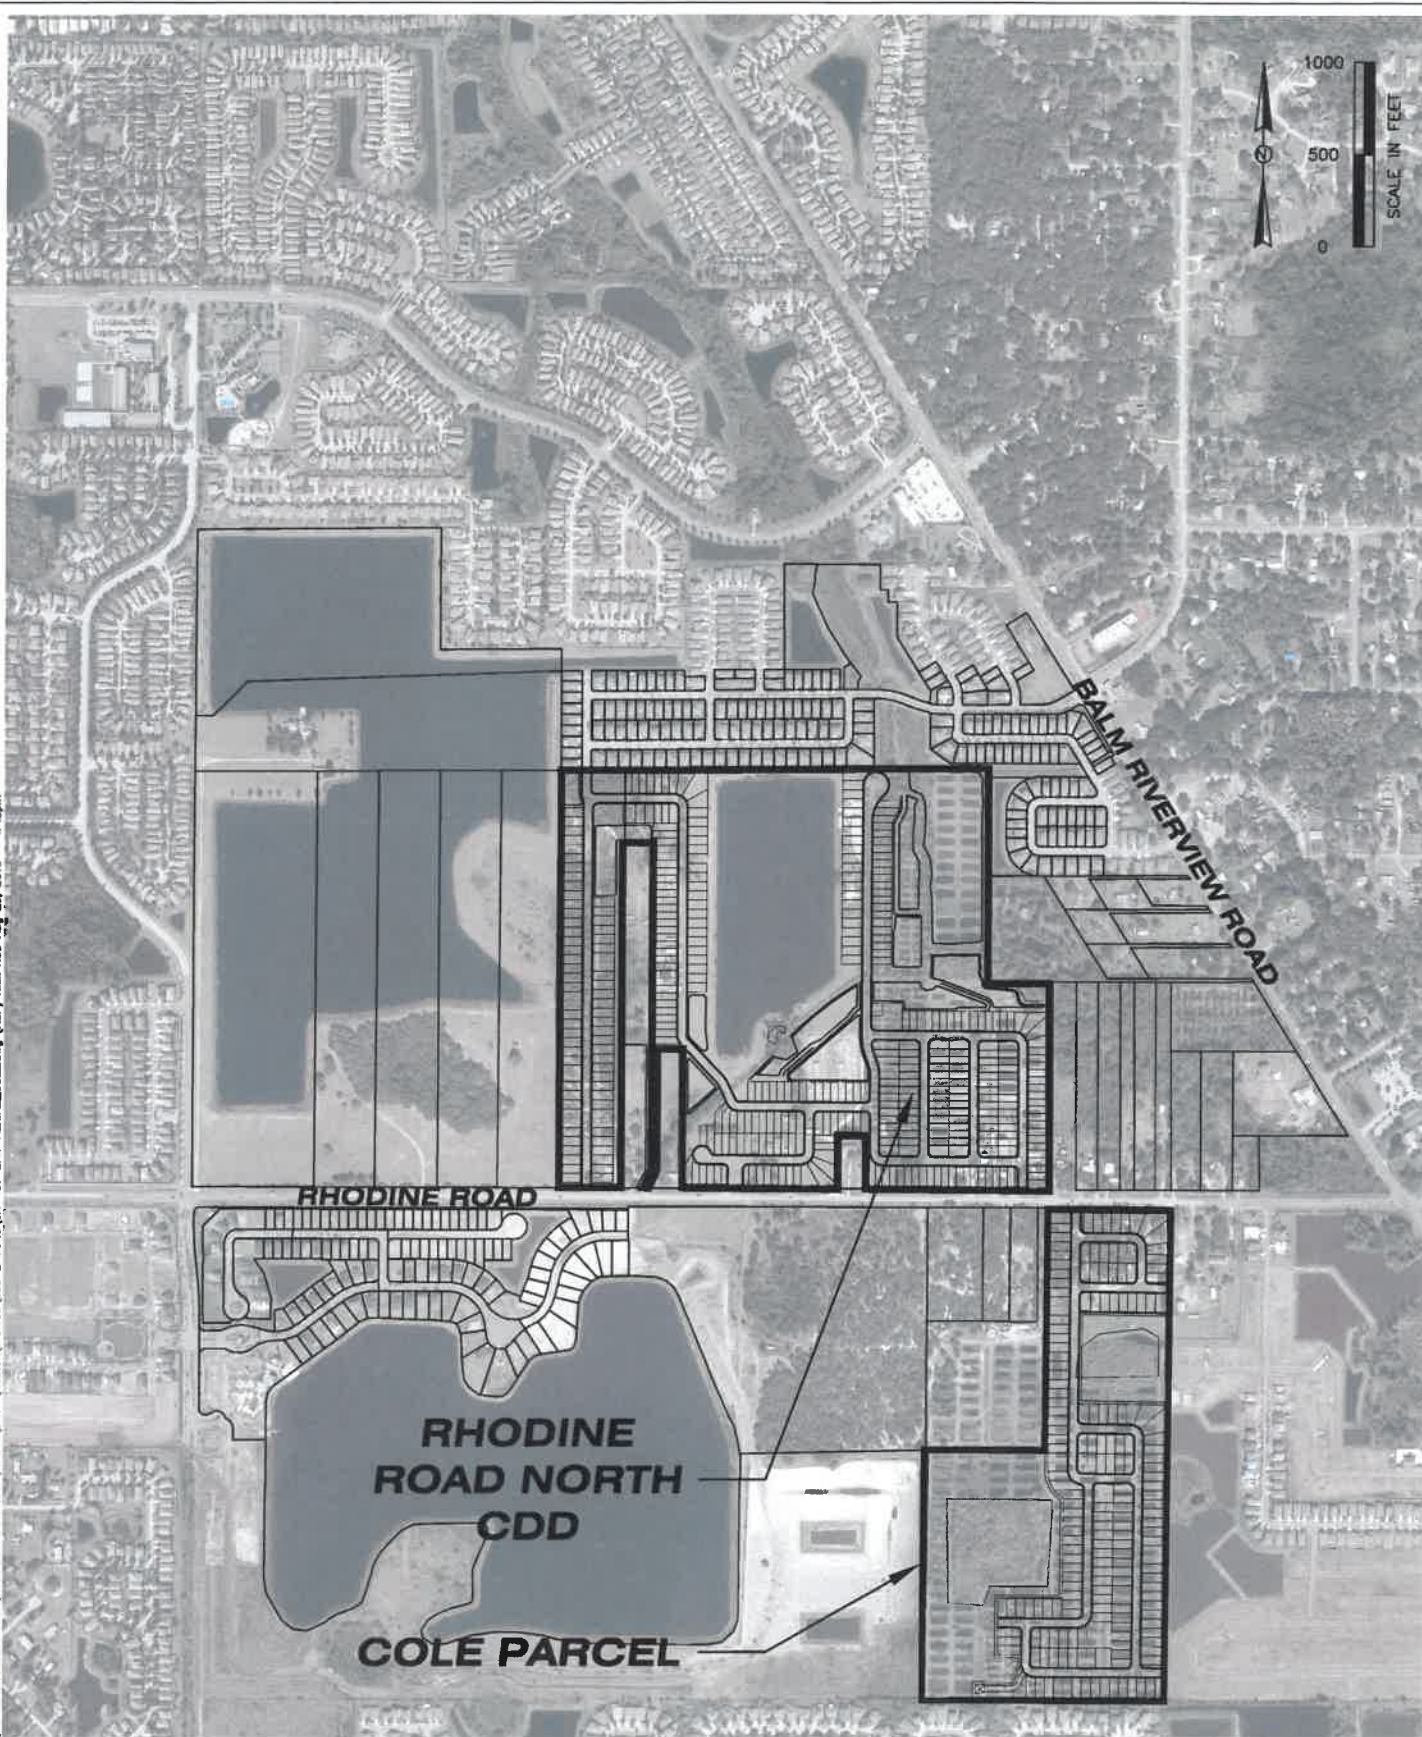 1000
500
0
SCALE IN FEET
BALM RIVERVIEW ROAD
RHODINE ROAD
RHODINE
ROAD NORTH
CDD
COLE PARCEL